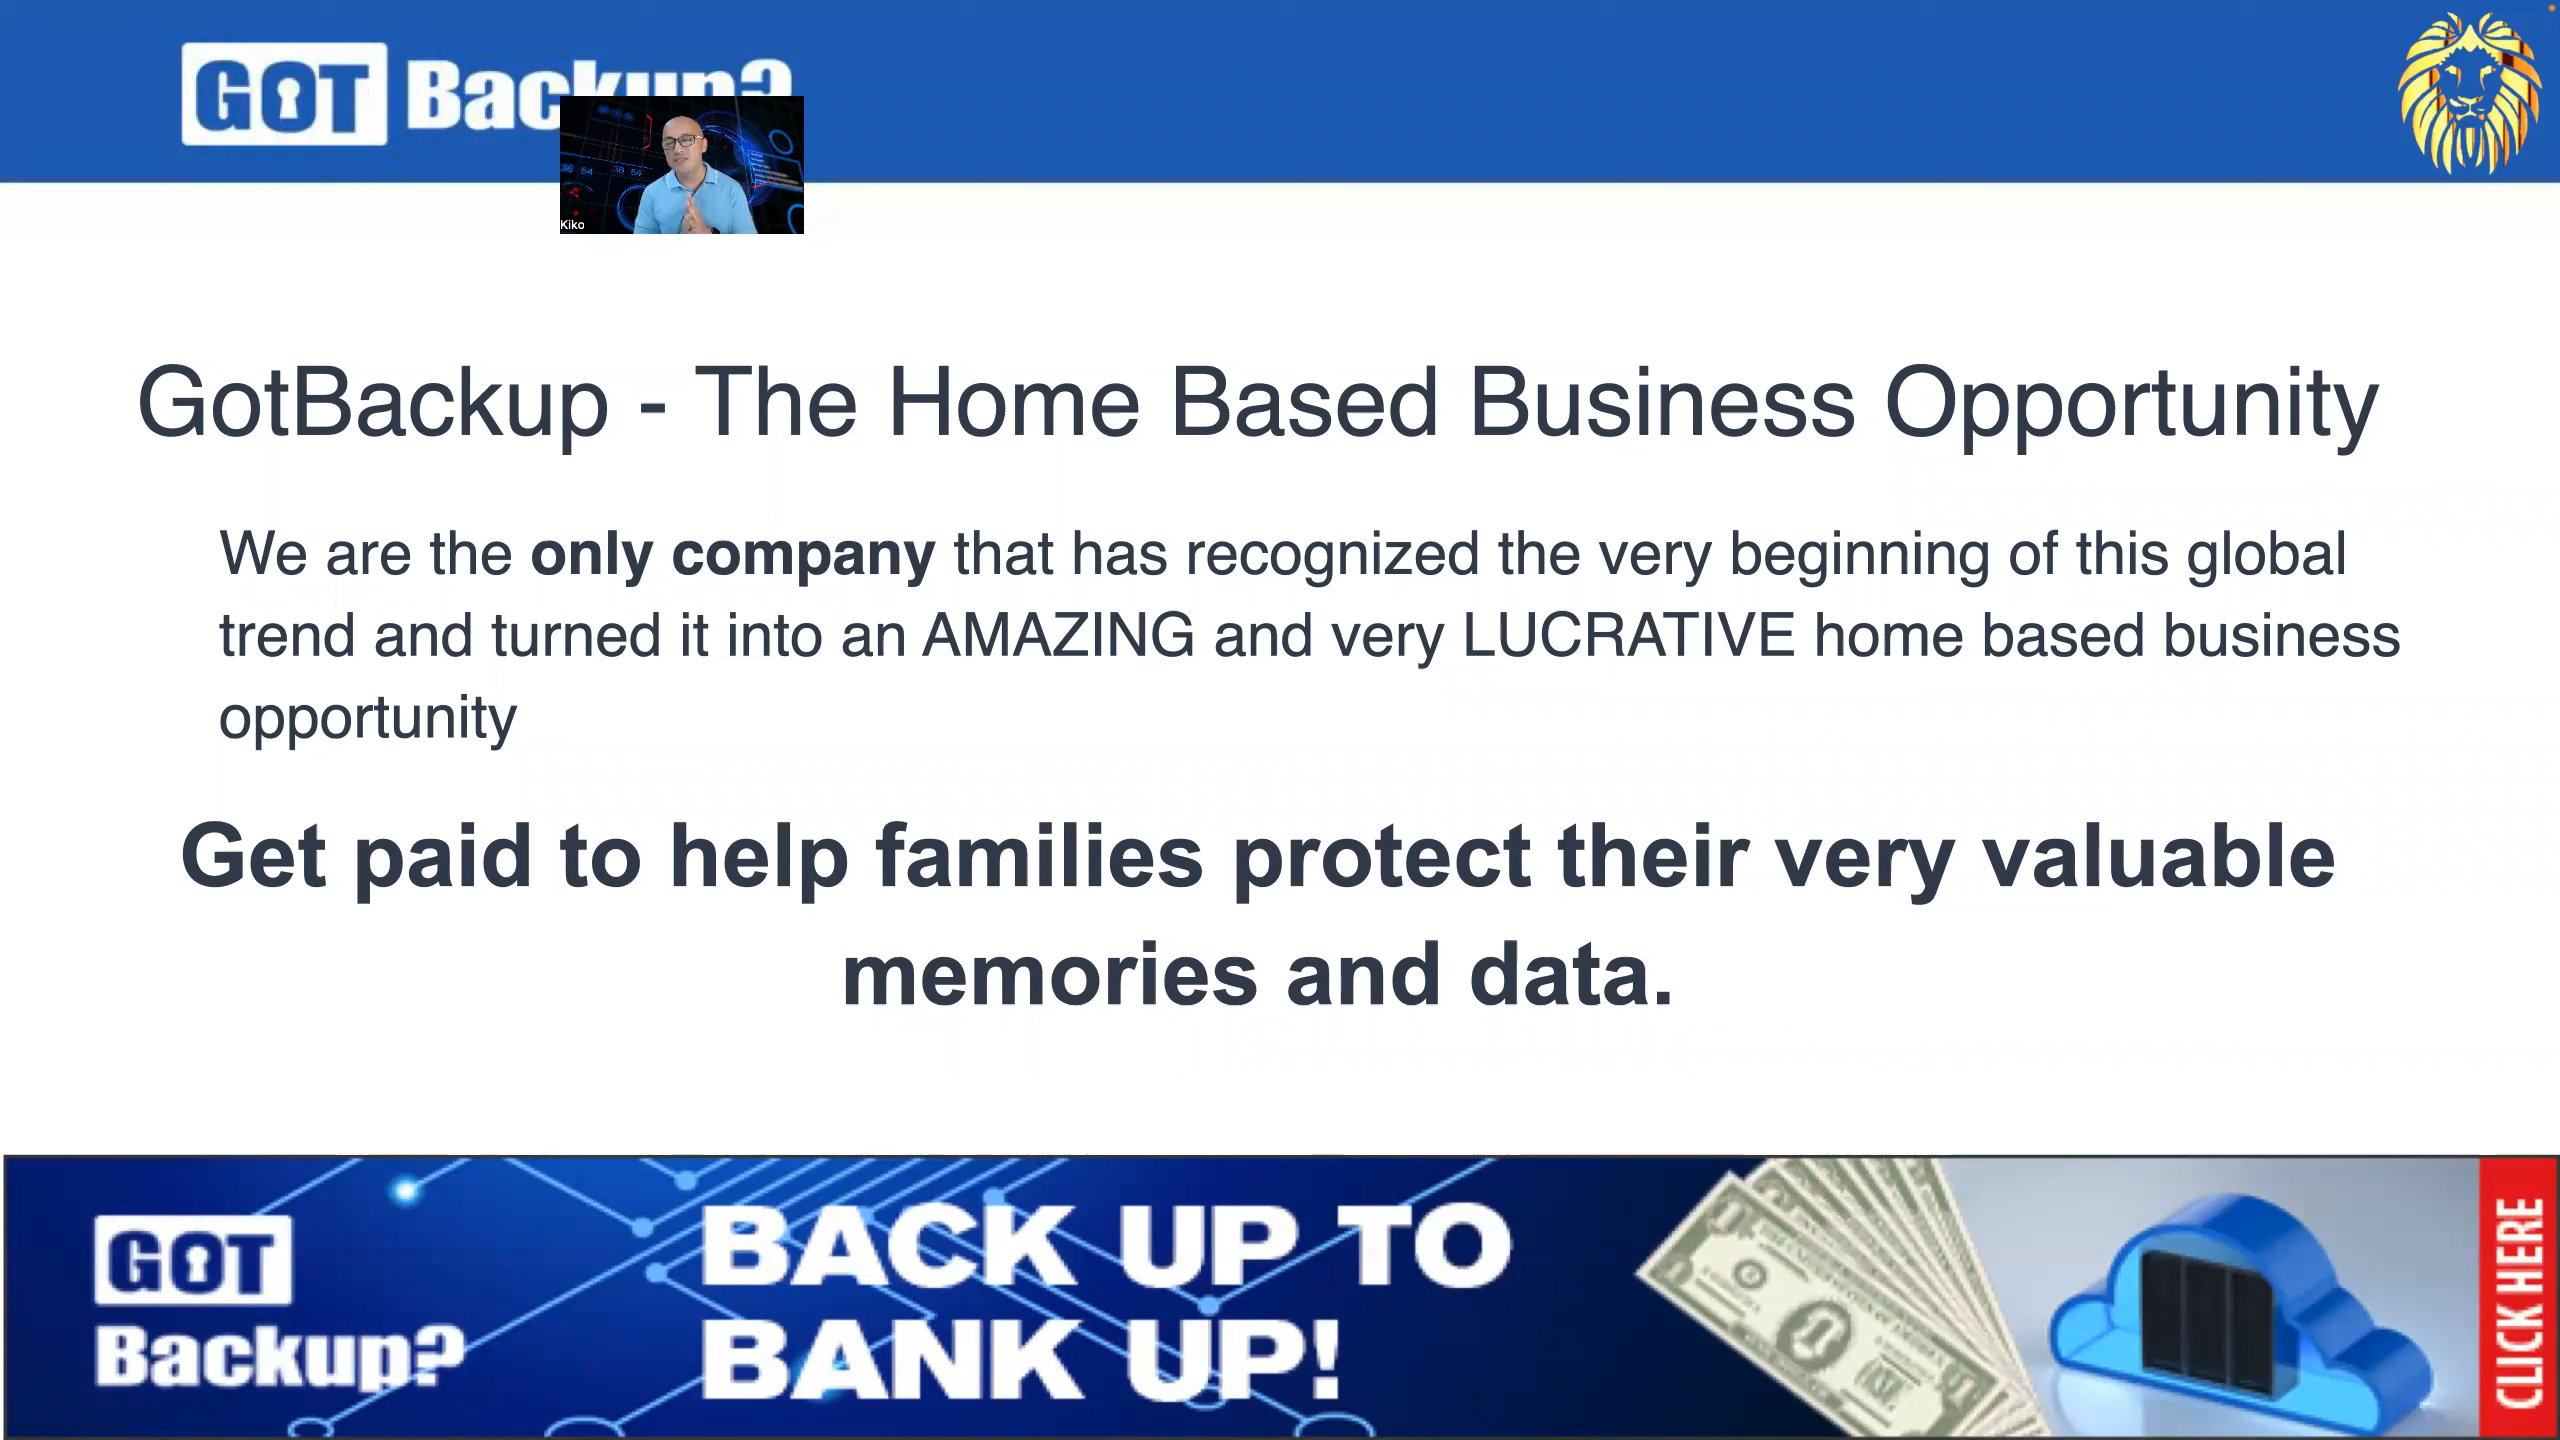 GOT Backup?
Kiko
GotBackup - The Home Based Business Opportunity
We are the only company that has recognized the very beginning of this global
trend and turned it into an AMAZING and very LUCRATIVE home based business
opportunity
Get paid to help families protect their very valuable
memories and data.
GOT
Backup?
BACK UP TO
BANK UP!
CLICK HERE